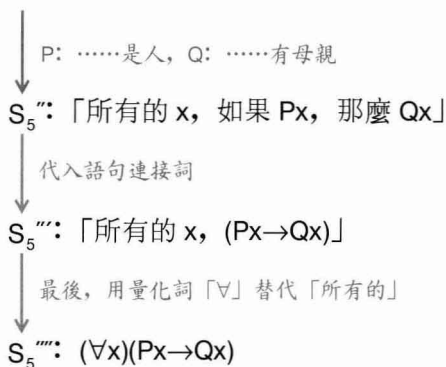 P：……是人，Q：……有母親
S₅″：「所有的 x，如果 Px，那麼 Qx」
代入語句連接詞
S₅‴：「所有的 x，(Px→Qx)」
最後，用量化詞「∀」替代「所有的」
S₅⁗：(∀x)(Px→Qx)